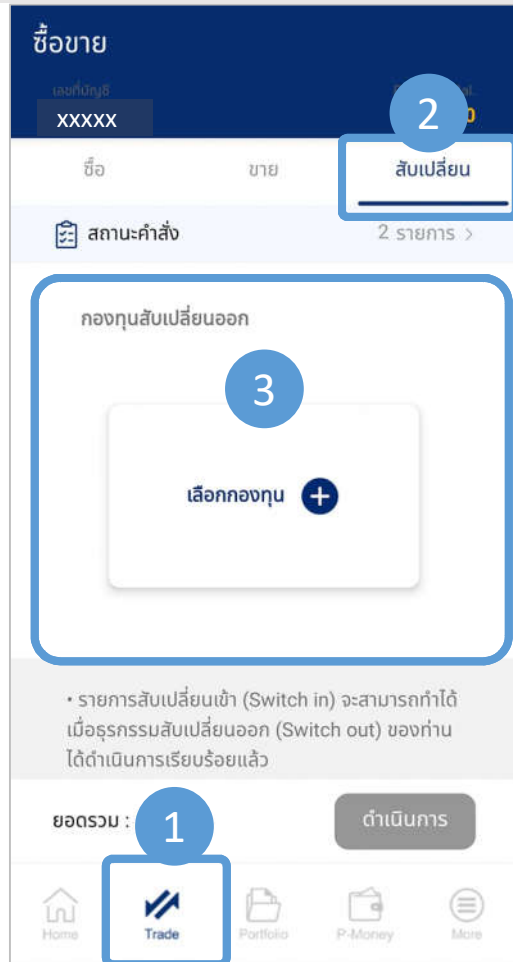 ซื้อขาย
เลขที่บัญชี
xxxxx
2
ซื้อ ขาย สับเปลี่ยน
สถานะคำสั่ง 2 รายการ >
กองทุนสับเปลี่ยนออก
3
เลือกกองทุน +
• รายการสับเปลี่ยนเข้า (Switch in) จะสามารถทำได้
เมื่อธุรกรรมสับเปลี่ยนออก (Switch out) ของท่าน
ได้ดำเนินการเรียบร้อยแล้ว
ยอดรวม : 1 ดำเนินการ
Home Trade Portfolio P-Money More